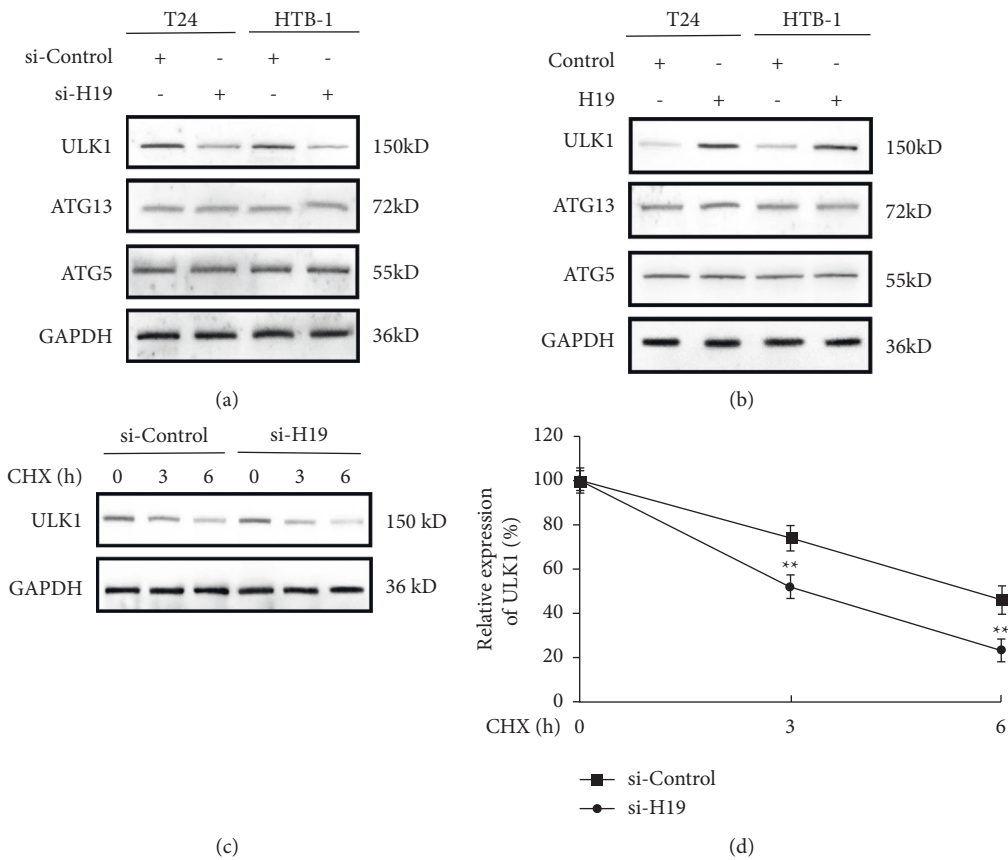 T24 HTB-1
si-Control + - + -
si-H19 - + - +
ULK1 150kD
ATG13 72kD
ATG5 55kD
GAPDH 36kD
(a)
T24 HTB-1
Control + - + -
H19 - + - +
ULK1 150kD
ATG13 72kD
ATG5 55kD
GAPDH 36kD
(b)
si-Control si-H19
CHX (h) 0 3 6 0 3 6
ULK1 150 kD
GAPDH 36 kD
(c)
Relative expression
of ULK1 (%)
120
100
80
60
40
20
0
**
**
CHX (h) 0 3 6
si-Control
si-H19
(d)